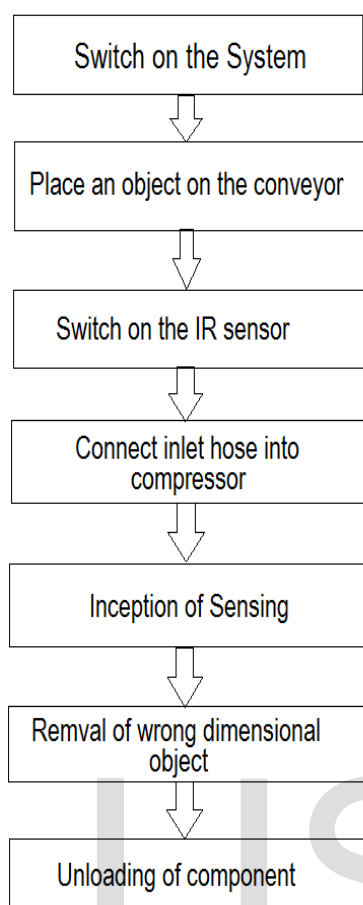 Switch on the System
Place an object on the conveyor
Switch on the IR sensor
Connect inlet hose into
compressor
Inception of Sensing
Remval of wrong dimensional
object
Unloading of component